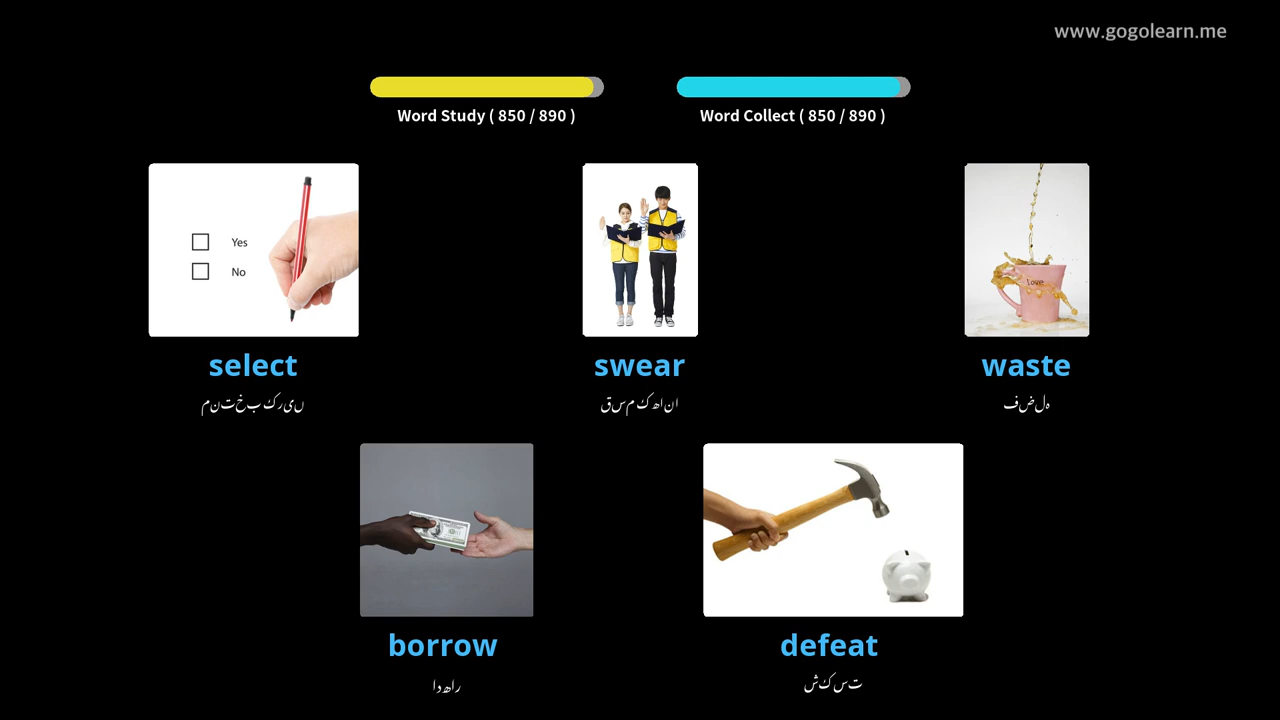 www.gogolearn.me
Word Study ( 850 / 890 )
Word Collect ( 850 / 890 )
Yes
No
Love
select
swear
waste
منتخب کریں
قسم کھانا
فضلہ
borrow
defeat
ادھار
شکست